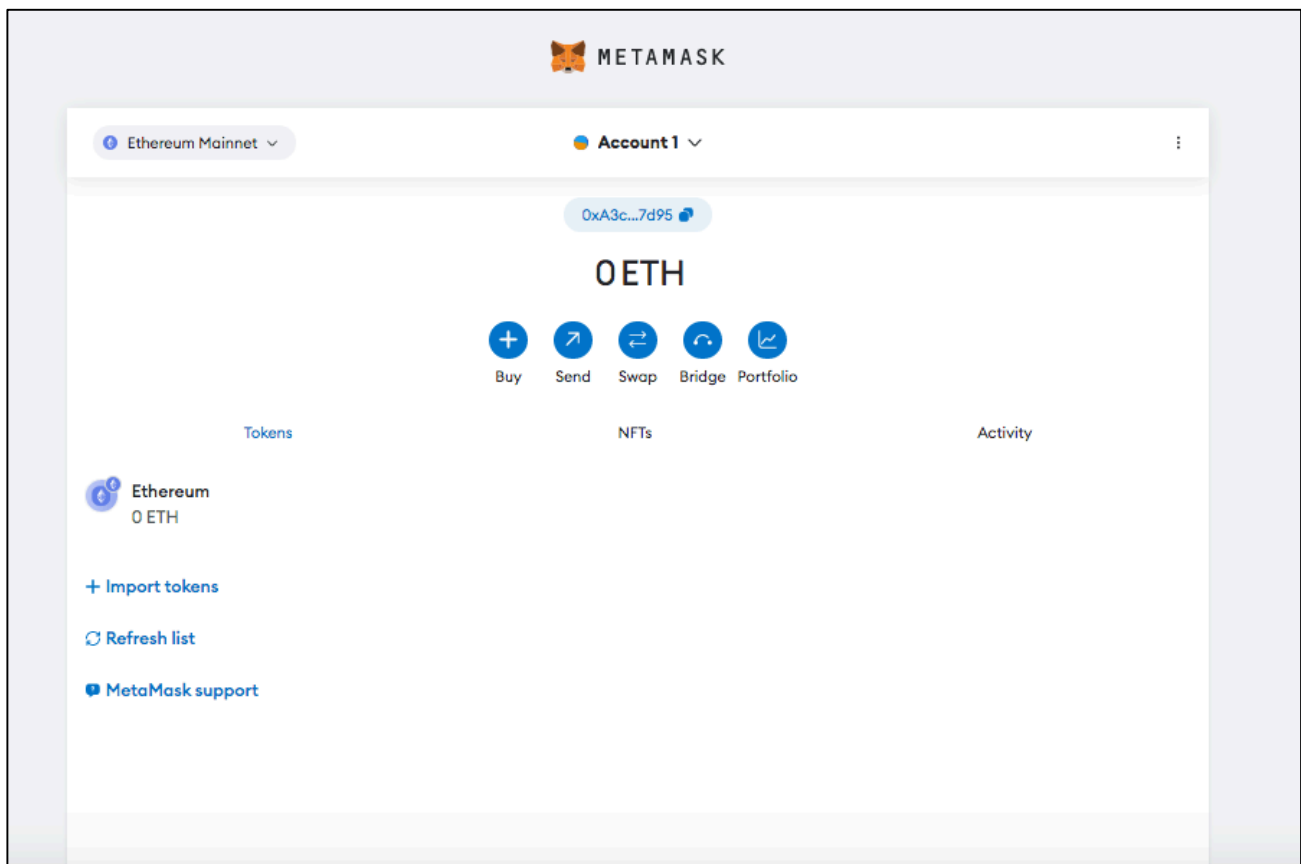 METAMASK
Ethereum Mainnet
Account 1
0xA3c...7d95
0 ETH
Buy Send Swap Bridge Portfolio
Tokens NFTs Activity
Ethereum
0 ETH
+ Import tokens
Refresh list
MetaMask support